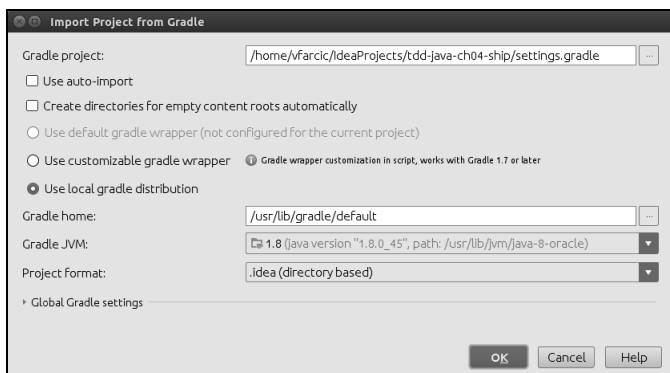 Import Project from Gradle
Gradle project: /home/vfarcic/IdeaProjects/tdd-java-ch04-ship/settings.gradle ...
Use auto-import
Create directories for empty content roots automatically
Use default gradle wrapper (not configured for the current project)
Use customizable gradle wrapper Gradle wrapper customization in script, works with Gradle 1.7 or later
Use local gradle distribution
Gradle home: /usr/lib/gradle/default ...
Gradle JVM: 1.8 (java version "1.8.0_45", path: /usr/lib/jvm/java-8-oracle)
Project format: .idea (directory based)
Global Gradle settings
OK Cancel Help